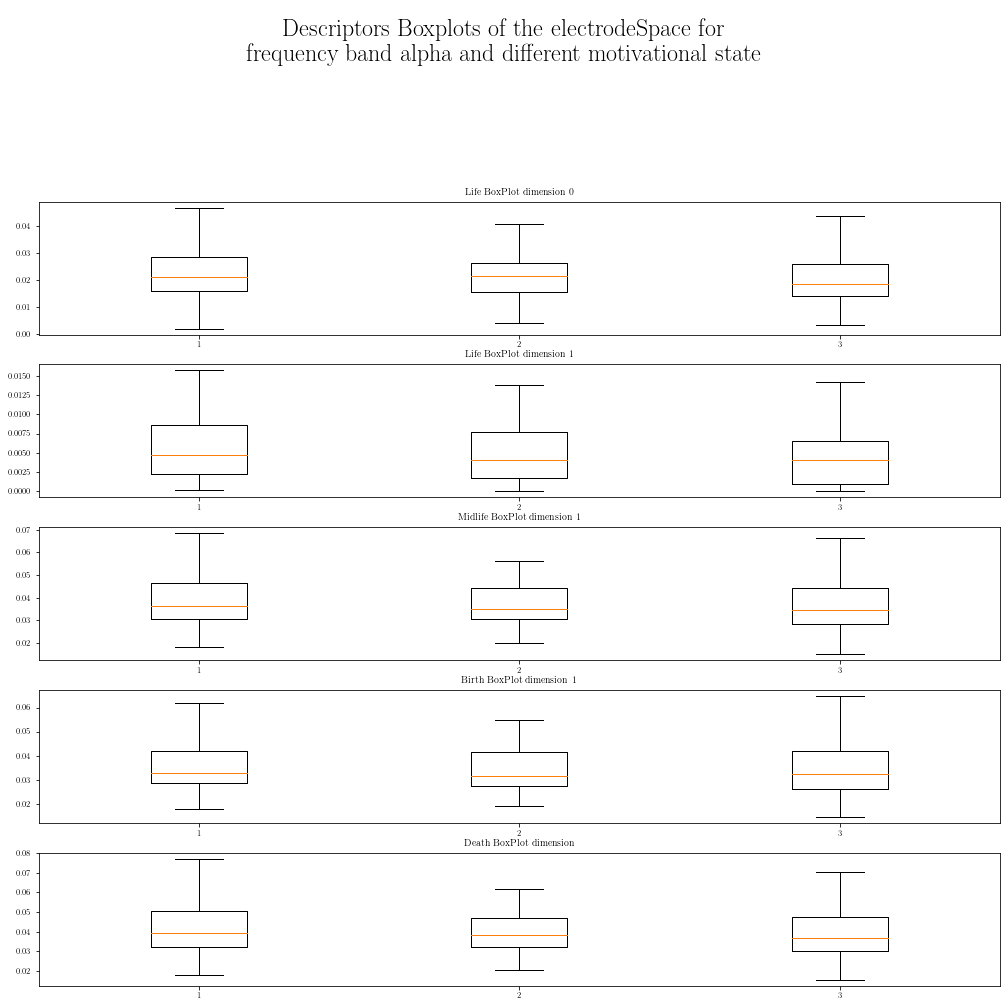 Descriptors Boxplots of the electrodeSpace for
frequency band alpha and different motivational state
Life BoxPlot dimension 0
0.04
0.03
0.02
0.01
0.00
1 2 3
Life BoxPlot dimension 1
0.0150
0.0125
0.0100
0.0075
0.0050
0.0025
0.0000
1 2 3
Midlife BoxPlot dimension 1
0.07
0.06
0.05
0.04
0.03
0.02
1 2 3
Birth BoxPlot dimension 1
0.06
0.05
0.04
0.03
0.02
1 2 3
Death BoxPlot dimension
0.08
0.07
0.06
0.05
0.04
0.03
0.02
1 2 3